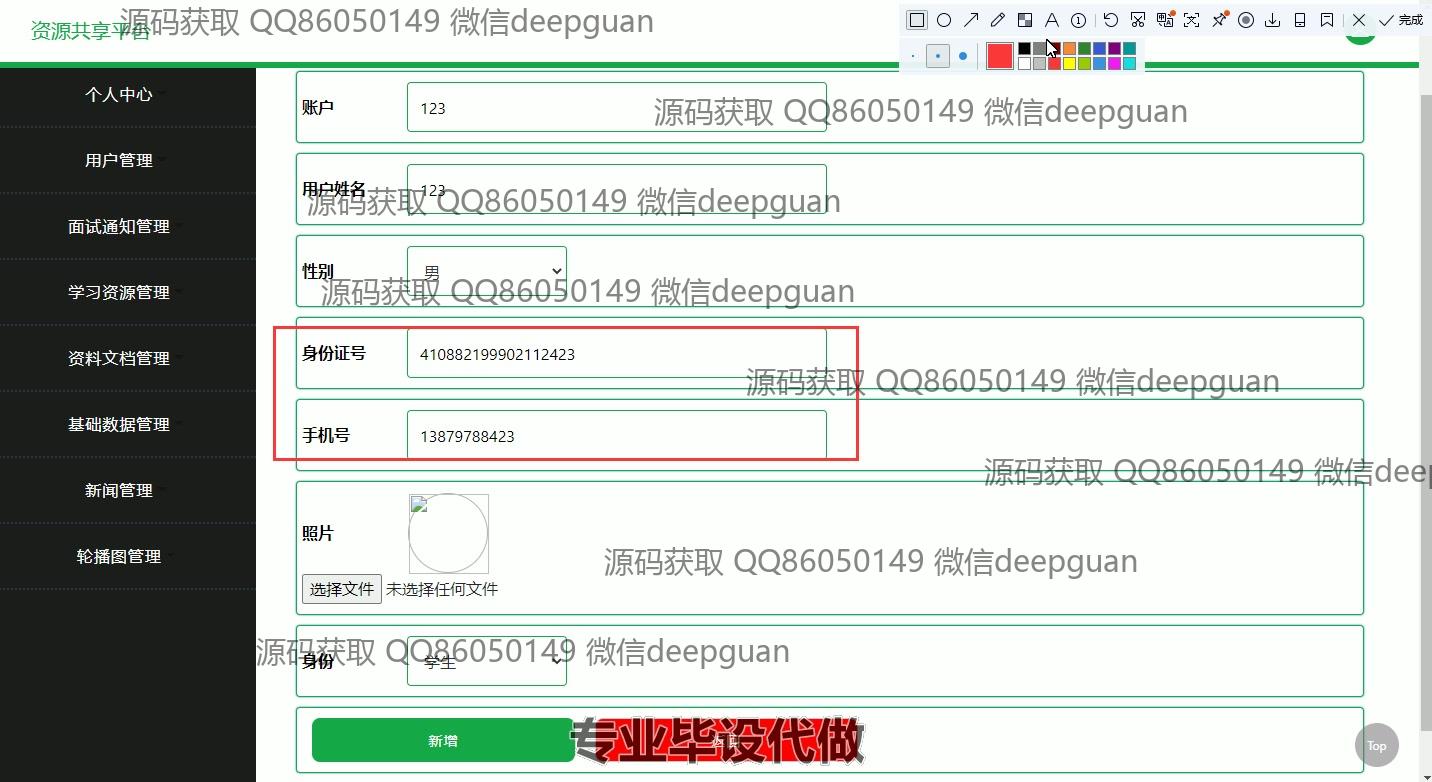 资源共享平台
源码获取 QQ86050149 微信deepguan
完成
个人中心
用户管理
面试通知管理
学习资源管理
资料文档管理
基础数据管理
新闻管理
轮播图管理
账户
123
源码获取 QQ86050149 微信deepguan
用户姓名
123
源码获取 QQ86050149 微信deepguan
性别
男
源码获取 QQ86050149 微信deepguan
身份证号
410882199902112423
源码获取 QQ86050149 微信deepguan
手机号
13879788423
源码获取 QQ86050149 微信deep
照片
源码获取 QQ86050149 微信deepguan
选择文件 未选择任何文件
源码获取 QQ86050149 微信deepguan
身份
学生
新增
返回
专业毕设代做
Top